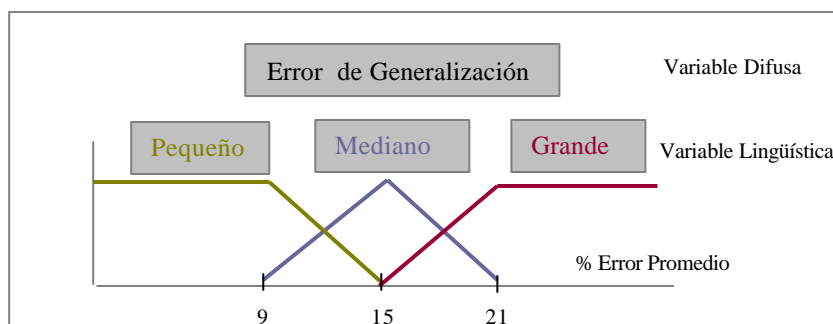 Error de Generalización
Variable Difusa
Pequeño
Mediano
Grande
Variable Lingüística
% Error Promedio
9
15
21